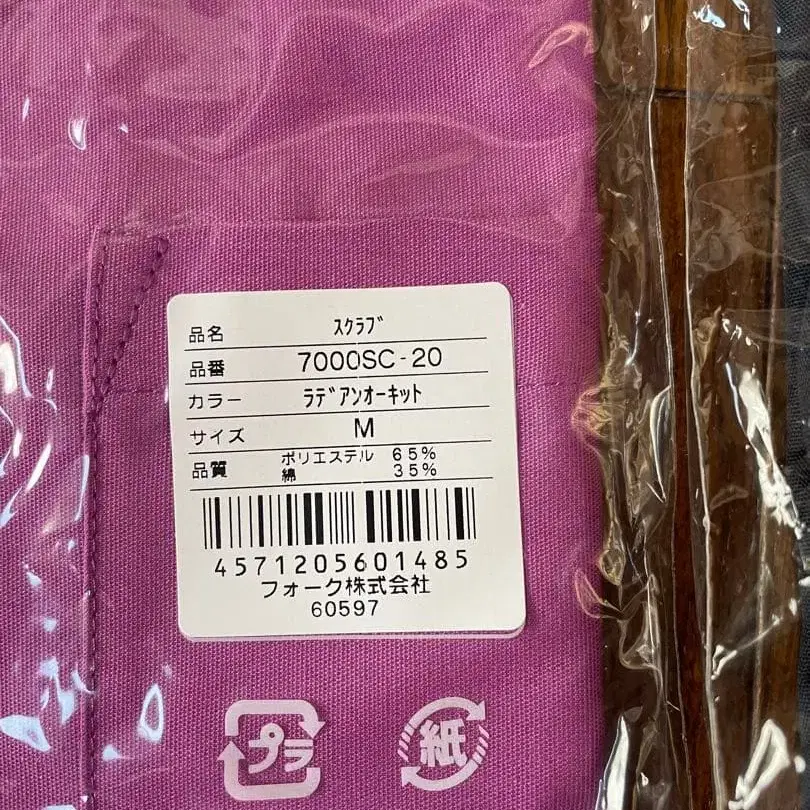 品名 ｽｸﾗﾌﾞ
品番 7000SC-20
カラー ﾗﾃﾞｱﾝｵｰｷｯﾄ
サイズ M
品質 ポリエステル 65%
綿 35%
4571205601485
フォーク株式会社
60597
プラ 紙